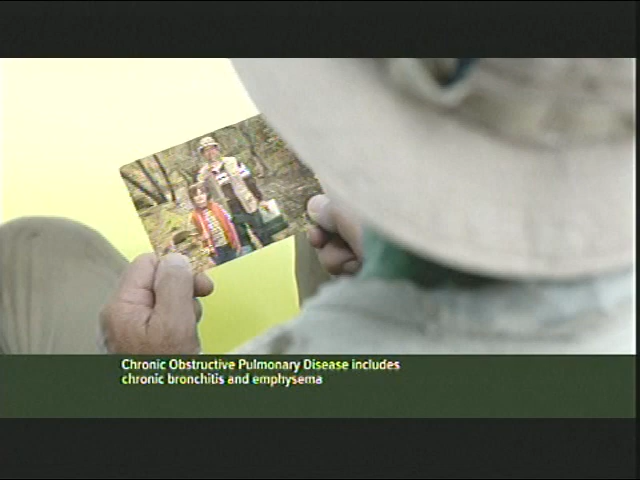 Chronic Obstructive Pulmonary Disease includes
chronic bronchitis and emphysema